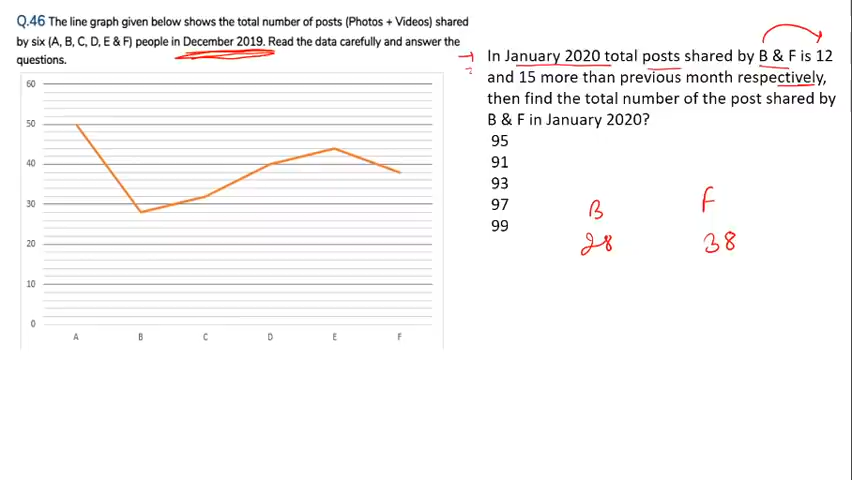 Q.46 The line graph given below shows the total number of posts (Photos + Videos) shared
by six (A, B, C, D, E & F) people in December 2019. Read the data carefully and answer the
questions.
60
50
40
30
20
10
0
A B C D E F
In January 2020 total posts shared by B & F is 12
and 15 more than previous month respectively,
then find the total number of the post shared by
B & F in January 2020?
95
91
93
97
99
B F
28 38